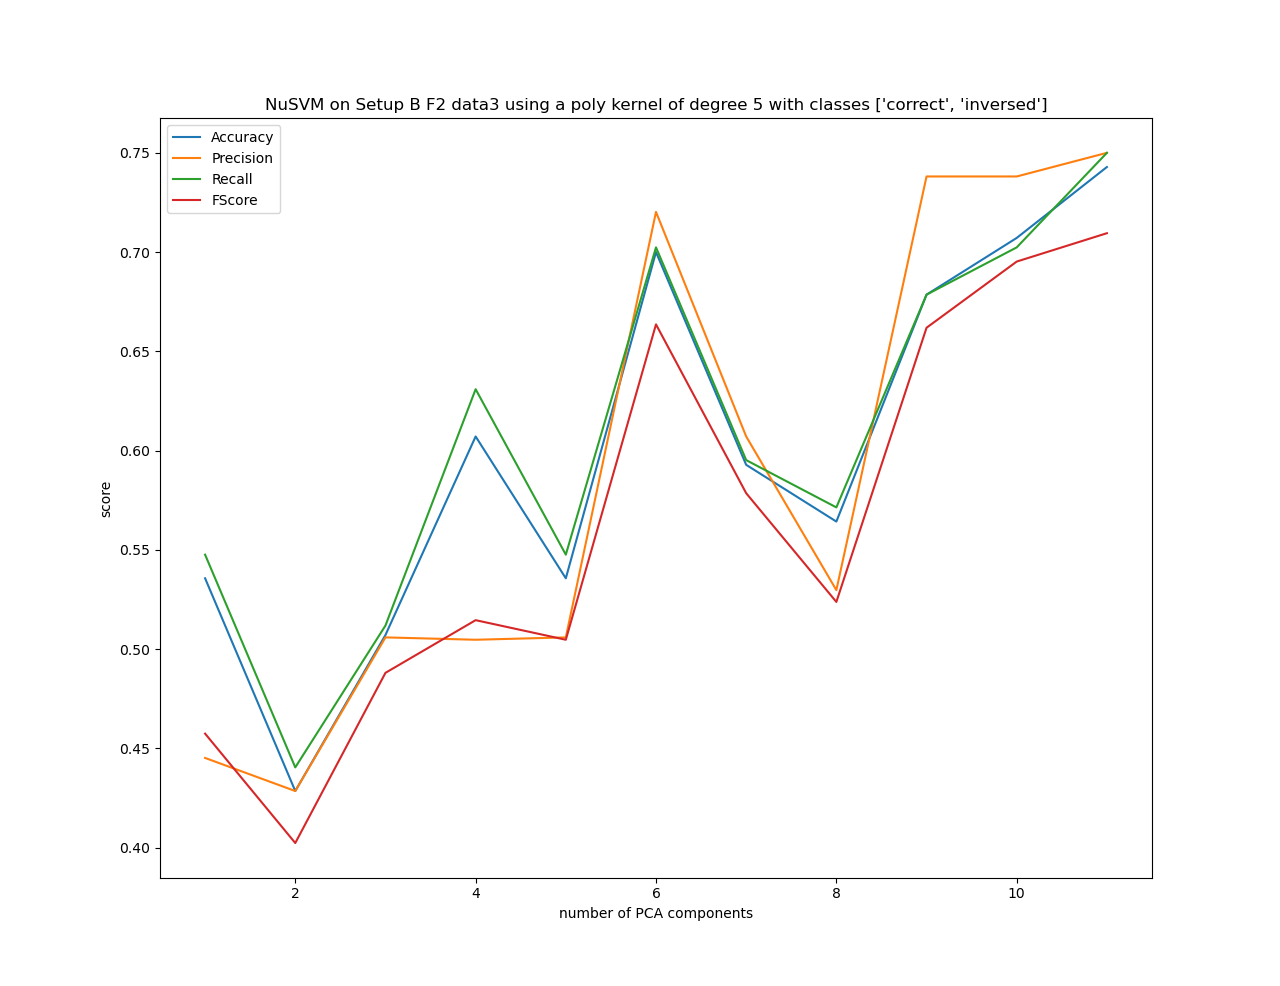 NuSVM on Setup B F2 data3 using a poly kernel of degree 5 with classes ['correct', 'inversed']
Accuracy
Precision
Recall
FScore
0.75
0.70
0.65
0.60
0.55
0.50
0.45
0.40
score
2 4 6 8 10
number of PCA components